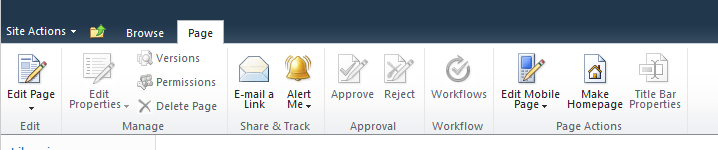 Site Actions Browse Page
Edit Page
Edit Properties
Versions
Permissions
Delete Page
E-mail a Link
Alert Me
Approve
Reject
Workflows
Edit Mobile Page
Make Homepage
Title Bar Properties
Edit Manage Share & Track Approval Workflow Page Actions